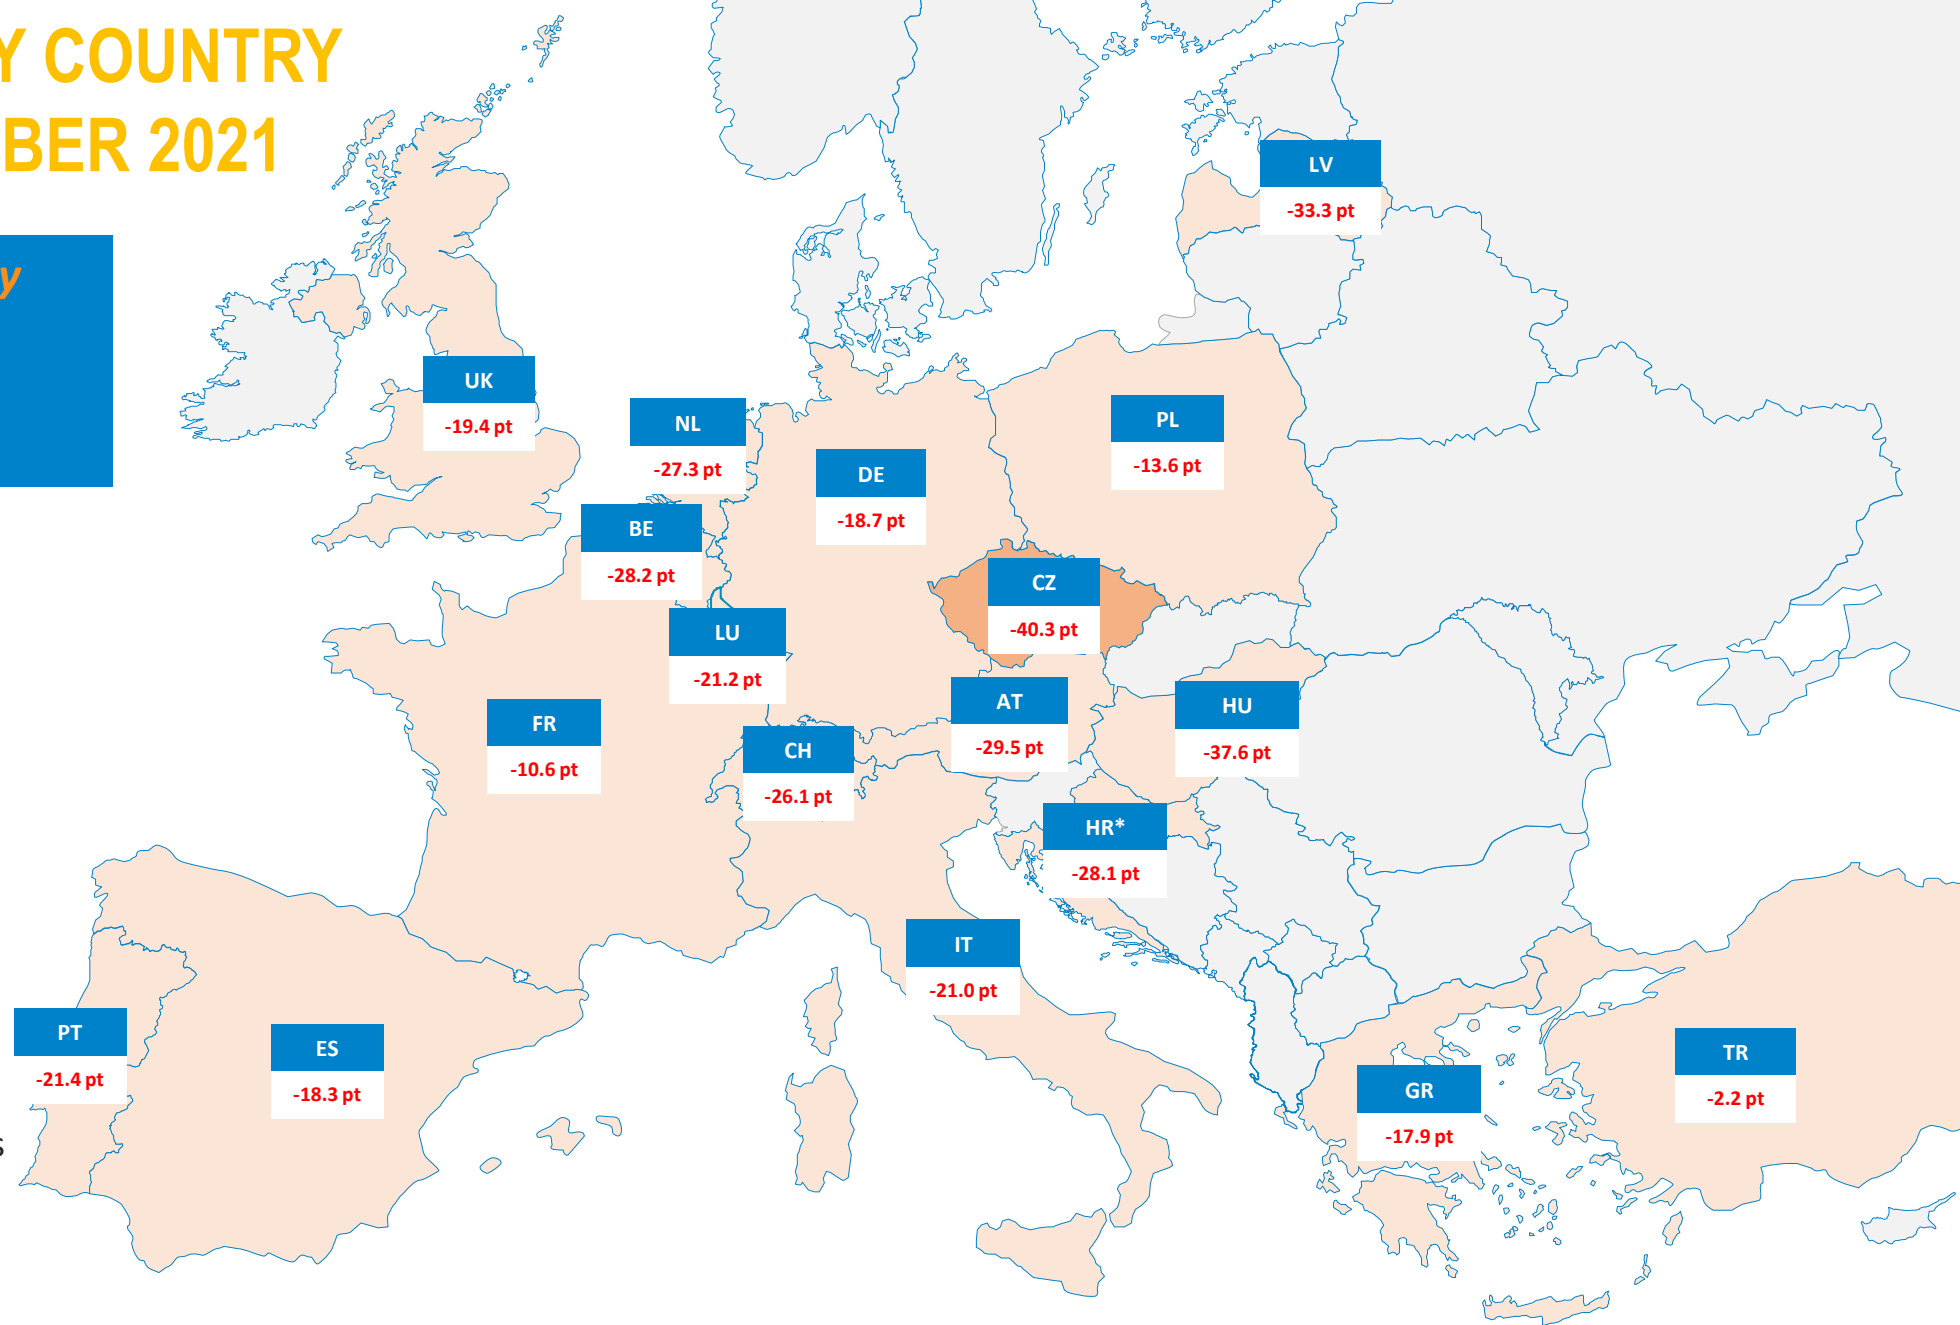 Y COUNTRY
BER 2021
y
LV
-33.3 pt
UK
-19.4 pt
NL
-27.3 pt
PL
-13.6 pt
DE
-18.7 pt
BE
-28.2 pt
CZ
-40.3 pt
LU
-21.2 pt
AT
-29.5 pt
HU
-37.6 pt
FR
-10.6 pt
CH
-26.1 pt
HR*
-28.1 pt
IT
-21.0 pt
PT
-21.4 pt
ES
-18.3 pt
TR
-2.2 pt
GR
-17.9 pt
s